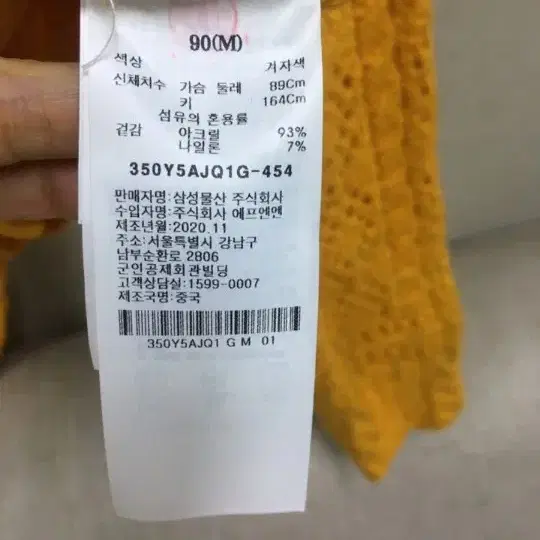 90(M)
색상 겨자색
신체치수 가슴 둘레 89Cm
키 164Cm
섬유의 혼용률
겉감 아크릴 93%
나일론 7%
350Y5AJQ1G-454
판매자명:삼성물산 주식회사
수입자명:주식회사 에프엔엔
제조년월:2020.11
주소:서울특별시 강남구
남부순환로 2806
군인공제회관빌딩
고객상담실:1599-0007
제조국명:중국
350Y5AJQ1 G M 01